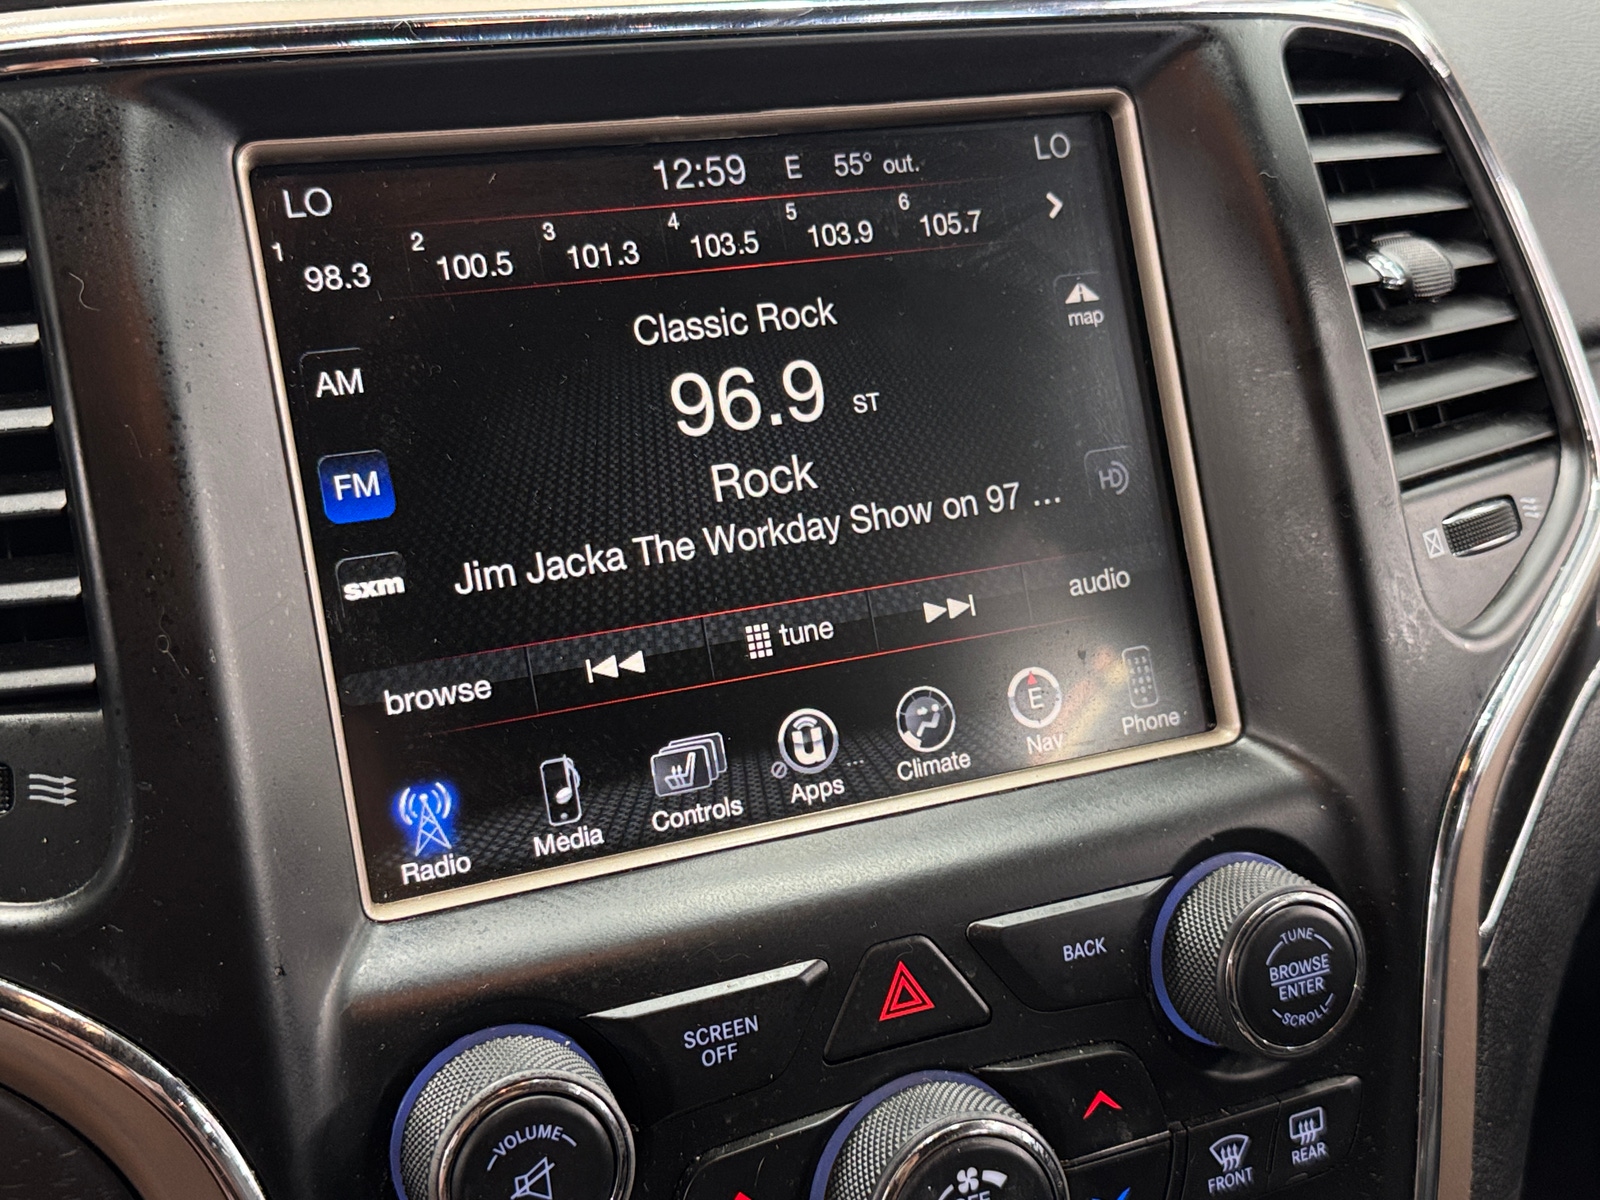 LO 12:59 E 55° out. LO
1 98.3 2 100.5 3 101.3 4 103.5 5 103.9 6 105.7
Classic Rock
map
AM
96.9 ST
FM
Rock
HD
Jim Jacka The Workday Show on 97 ...
sxm
browse tune audio
Radio Media Controls Apps ... Climate Nav Phone
E
SCREEN
OFF
BACK
TUNE
BROWSE
ENTER
SCROLL
VOLUME
FRONT
REAR
OFF